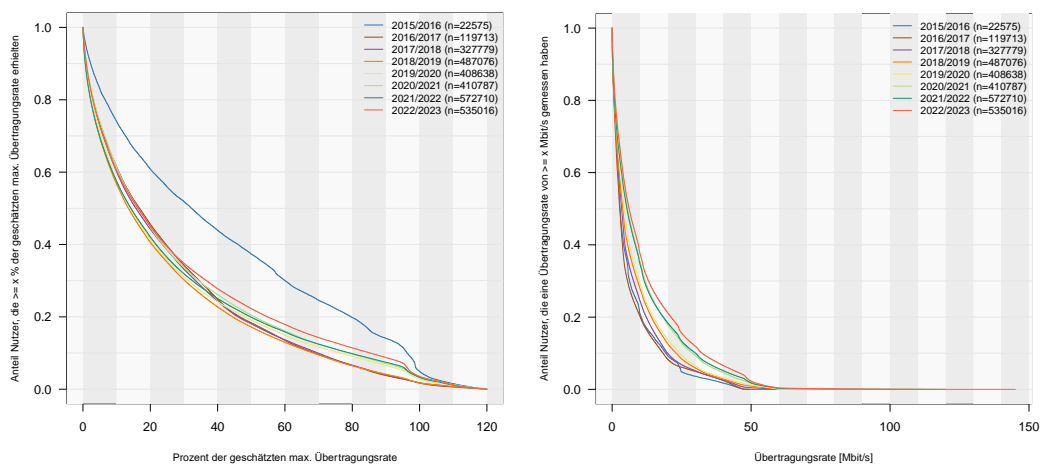 Anteil Nutzer, die >= x % der geschätzten max. Übertragungsrate erhielten
1.0
0.8
0.6
0.4
0.2
0.0
2015/2016 (n=22575)
2016/2017 (n=119713)
2017/2018 (n=327779)
2018/2019 (n=487076)
2019/2020 (n=408638)
2020/2021 (n=410787)
2021/2022 (n=572710)
2022/2023 (n=535016)
0 20 40 60 80 100 120
Prozent der geschätzten max. Übertragungsrate
Anteil Nutzer, die eine Übertragungsrate von >= x Mbit/s gemessen haben
1.0
0.8
0.6
0.4
0.2
0.0
2015/2016 (n=22575)
2016/2017 (n=119713)
2017/2018 (n=327779)
2018/2019 (n=487076)
2019/2020 (n=408638)
2020/2021 (n=410787)
2021/2022 (n=572710)
2022/2023 (n=535016)
0 50 100 150
Übertragungsrate [Mbit/s]